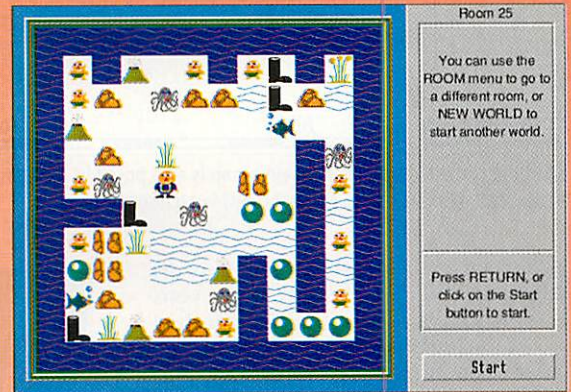 Room 25
You can use the
ROOM menu to go to
a different room, or
NEW WORLD to
start another world.
Press RETURN, or
click on the Start
button to start.
Start